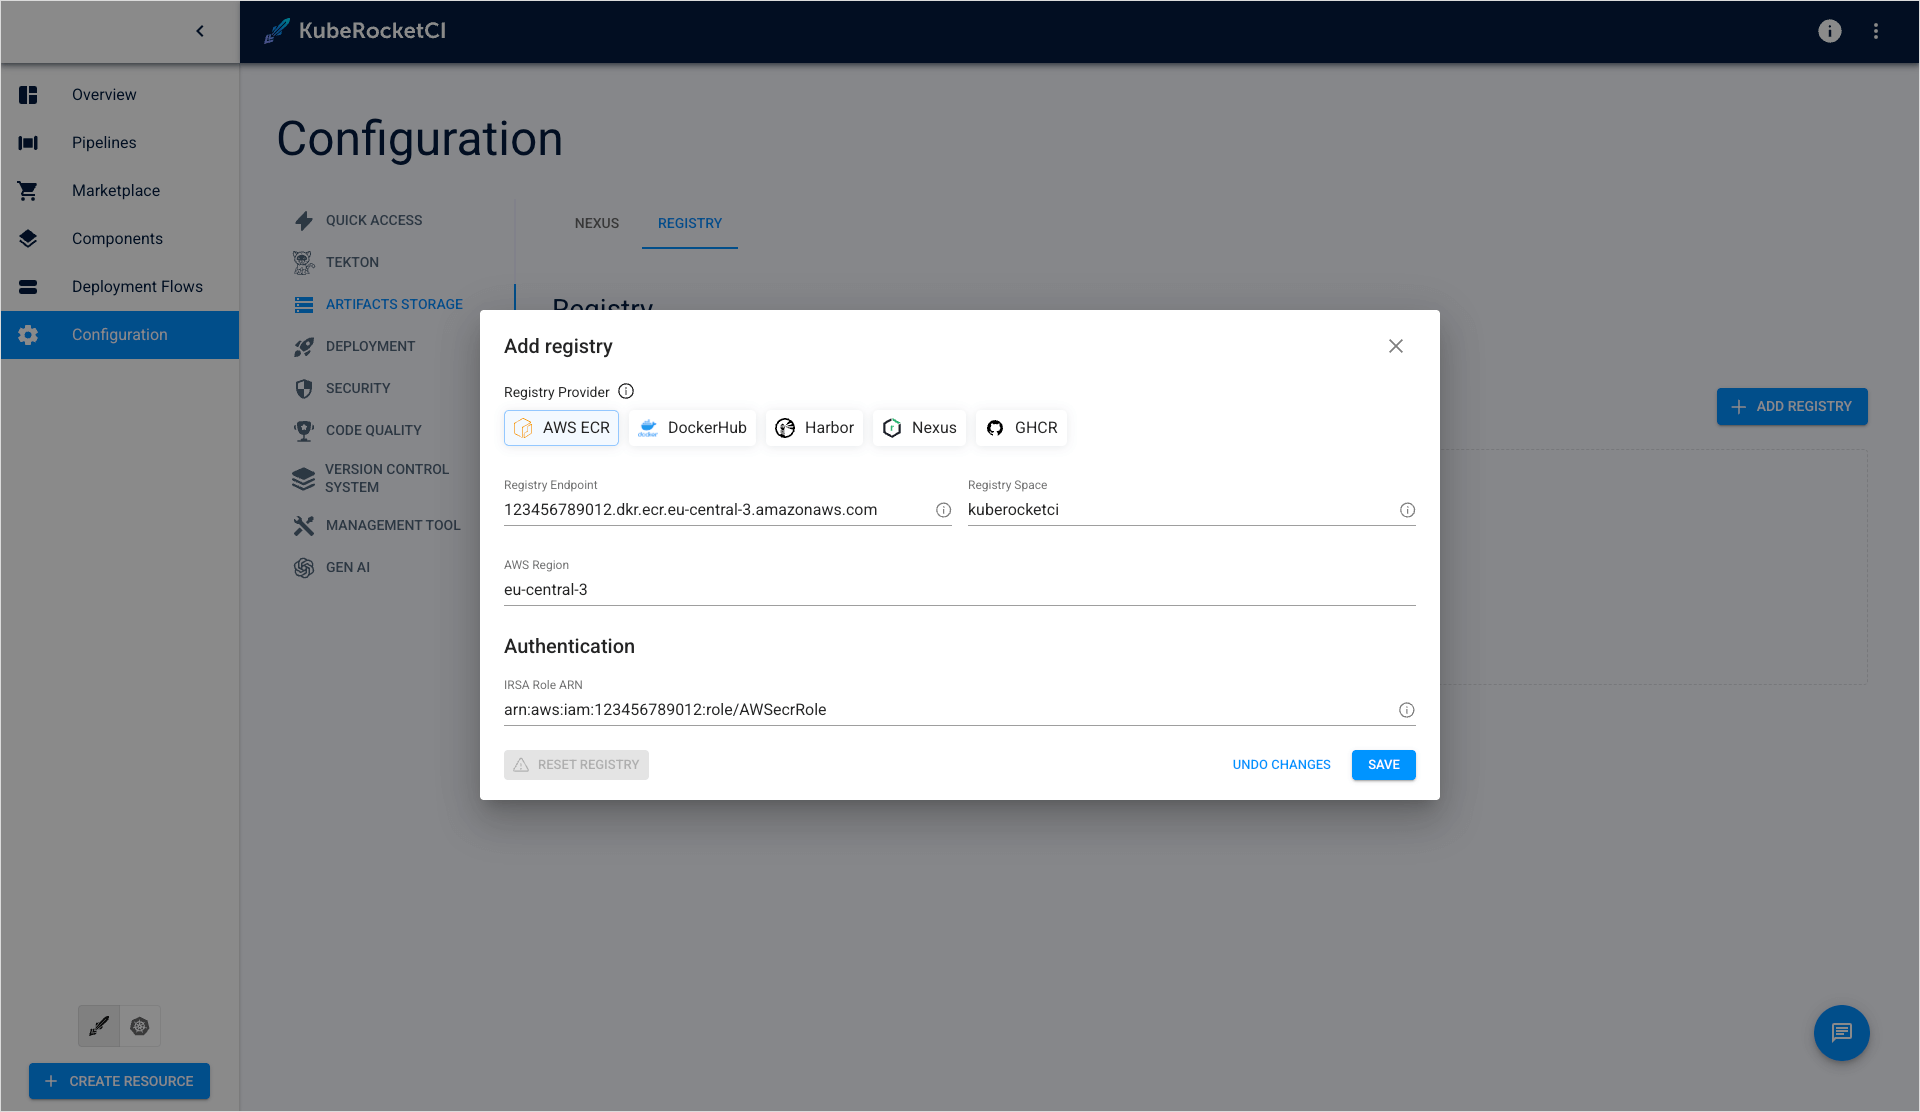 KubeRocketCI
Overview
Pipelines
Marketplace
Components
Deployment Flows
Configuration
CREATE RESOURCE
Configuration
QUICK ACCESS
TEKTON
ARTIFACTS STORAGE
DEPLOYMENT
SECURITY
CODE QUALITY
VERSION CONTROL
SYSTEM
MANAGEMENT TOOL
GEN AI
NEXUS REGISTRY
Registry
ADD REGISTRY
Add registry
Registry Provider
AWS ECR DockerHub Harbor Nexus GHCR
Registry Endpoint
123456789012.dkr.ecr.eu-central-3.amazonaws.com
Registry Space
kuberocketci
AWS Region
eu-central-3
Authentication
IRSA Role ARN
arn:aws:iam:123456789012:role/AWSecrRole
RESET REGISTRY
UNDO CHANGES
SAVE